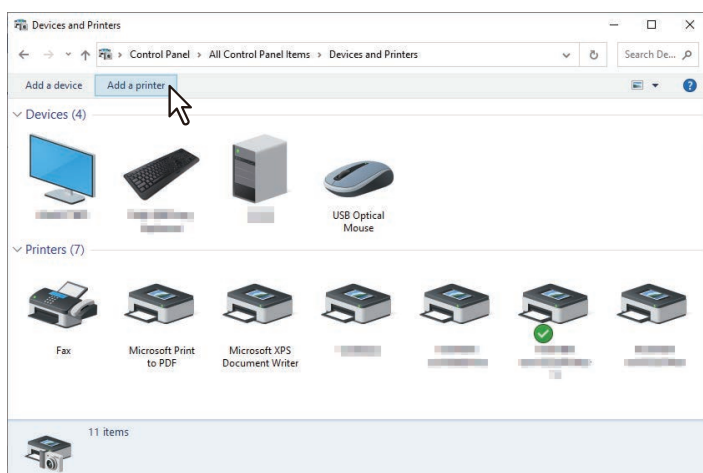 Devices and Printers
Control Panel > All Control Panel Items > Devices and Printers
Search De...
Add a device
Add a printer
Devices (4)
USB Optical
Mouse
Printers (7)
Fax
Microsoft Print
to PDF
Microsoft XPS
Document Writer
11 items